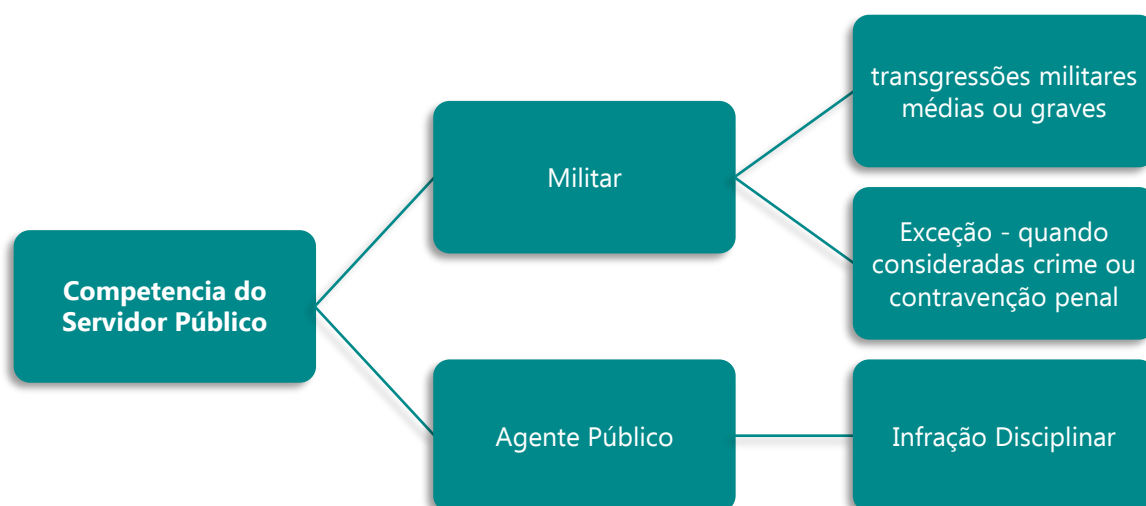 Competencia do
Servidor Público
Militar
transgressões militares
médias ou graves
Exceção - quando
consideradas crime ou
contravenção penal
Agente Público
Infração Disciplinar